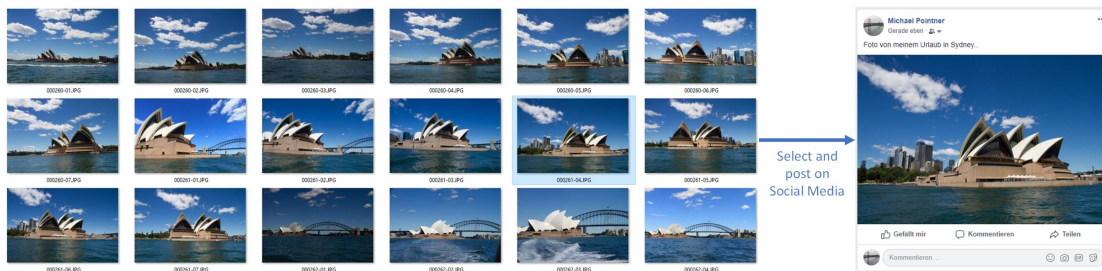 000260-01.JPG
000260-02.JPG
000260-03.JPG
000260-04.JPG
000260-05.JPG
000260-06.JPG
000260-07.JPG
000261-01.JPG
000261-02.JPG
000261-03.JPG
000261-04.JPG
000261-05.JPG
000261-06.JPG
000261-07.JPG
000262-01.JPG
000262-02.JPG
000262-03.JPG
000262-04.JPG
Select and
post on
Social Media
Michael Pointner
Gerade eben ·
Foto von meinem Urlaub in Sydney...
Gefällt mir
Kommentieren
Teilen
Kommentieren ...
GIF